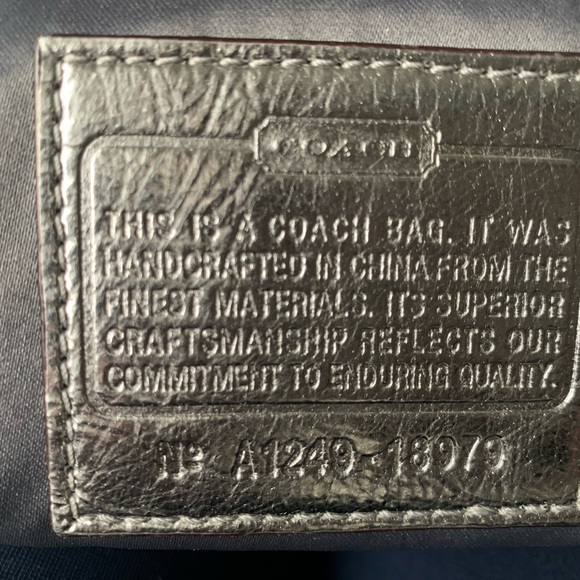 COACH
THIS IS A COACH BAG. IT WAS
HANDCRAFTED IN CHINA FROM THE
FINEST MATERIALS. ITS SUPERIOR
CRAFTSMANSHIP REFLECTS OUR
COMMITMENT TO ENDURING QUALITY.
Nº A1249-18979